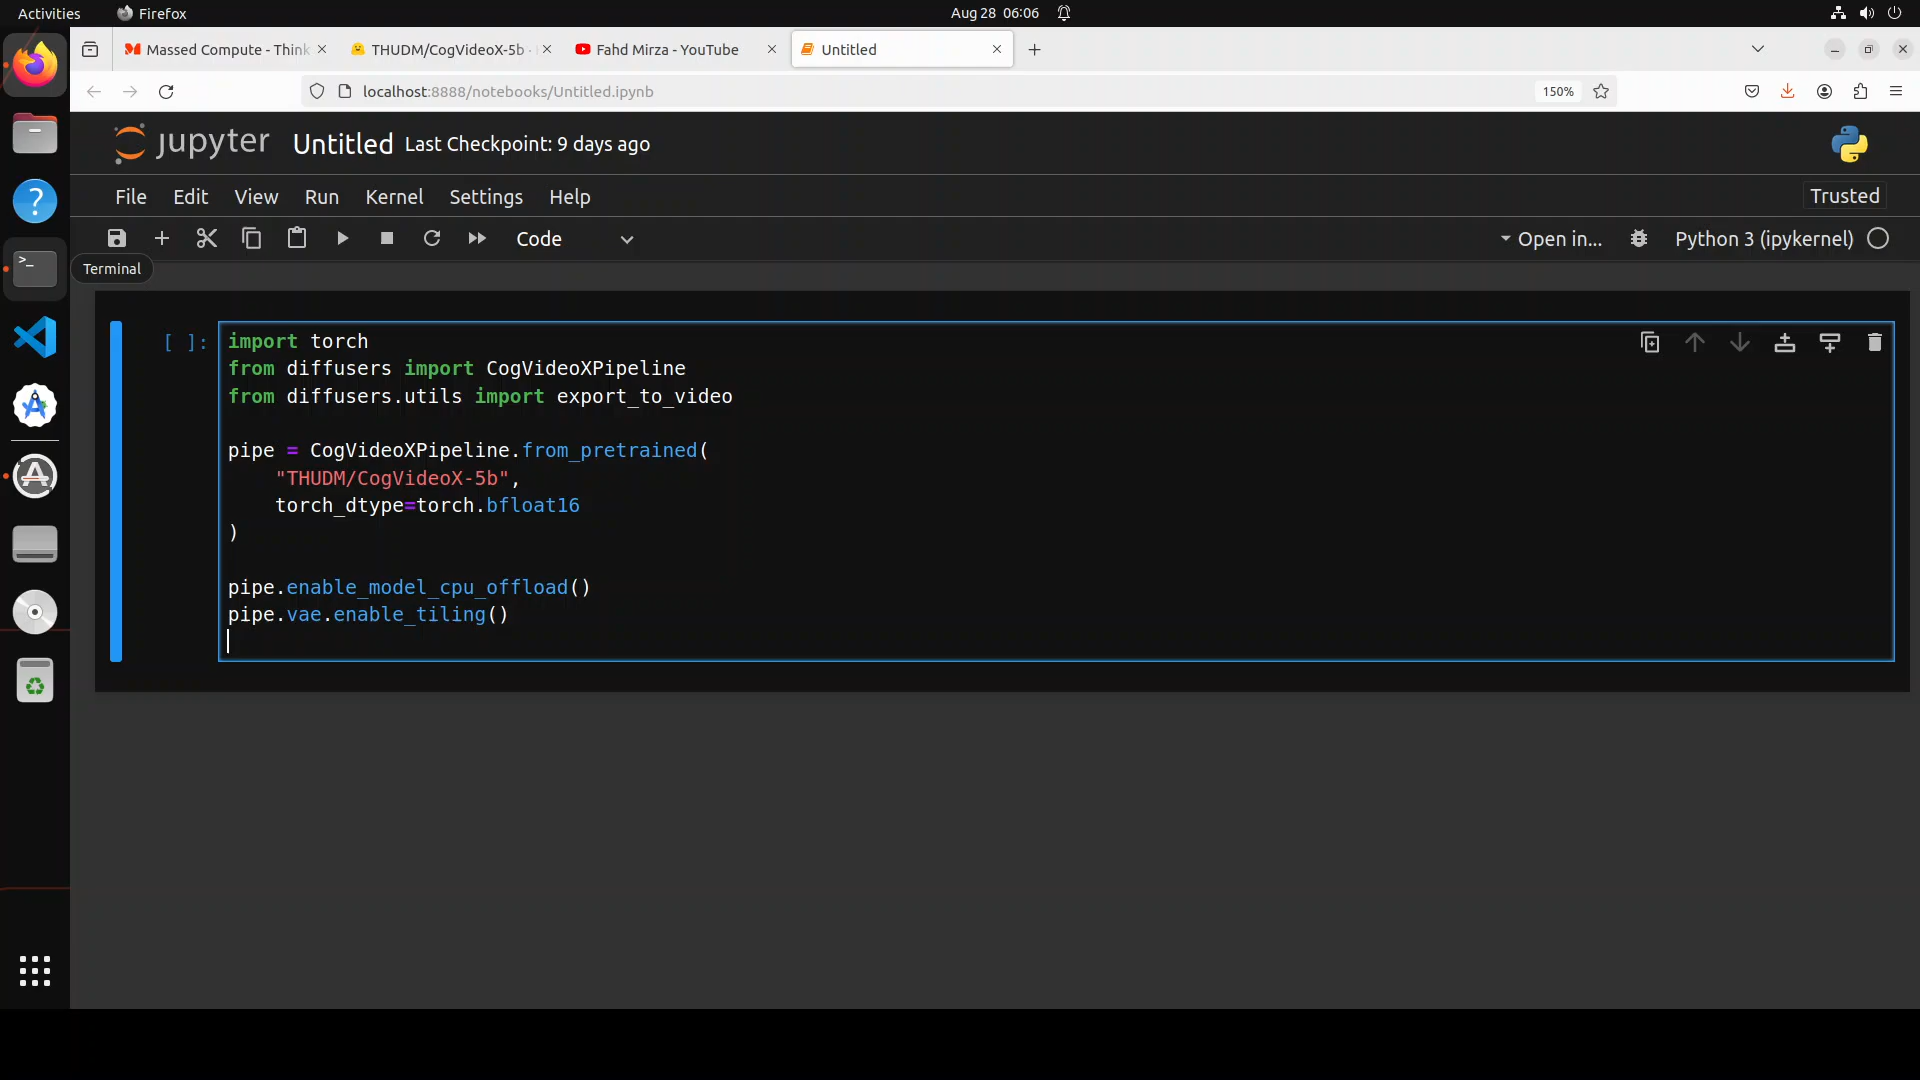 Activities Firefox Aug 28 06:06
Massed Compute - Think THUDM/CogVideoX-5b - Fahd Mirza - YouTube Untitled
localhost:8888/notebooks/Untitled.ipynb 150%
jupyter Untitled Last Checkpoint: 9 days ago
File Edit View Run Kernel Settings Help Trusted
Code Open in... Python 3 (ipykernel)
Terminal
[ ]: import torch
from diffusers import CogVideoXPipeline
from diffusers.utils import export_to_video
pipe = CogVideoXPipeline.from_pretrained(
    "THUDM/CogVideoX-5b",
    torch_dtype=torch.bfloat16
)
pipe.enable_model_cpu_offload()
pipe.vae.enable_tiling()